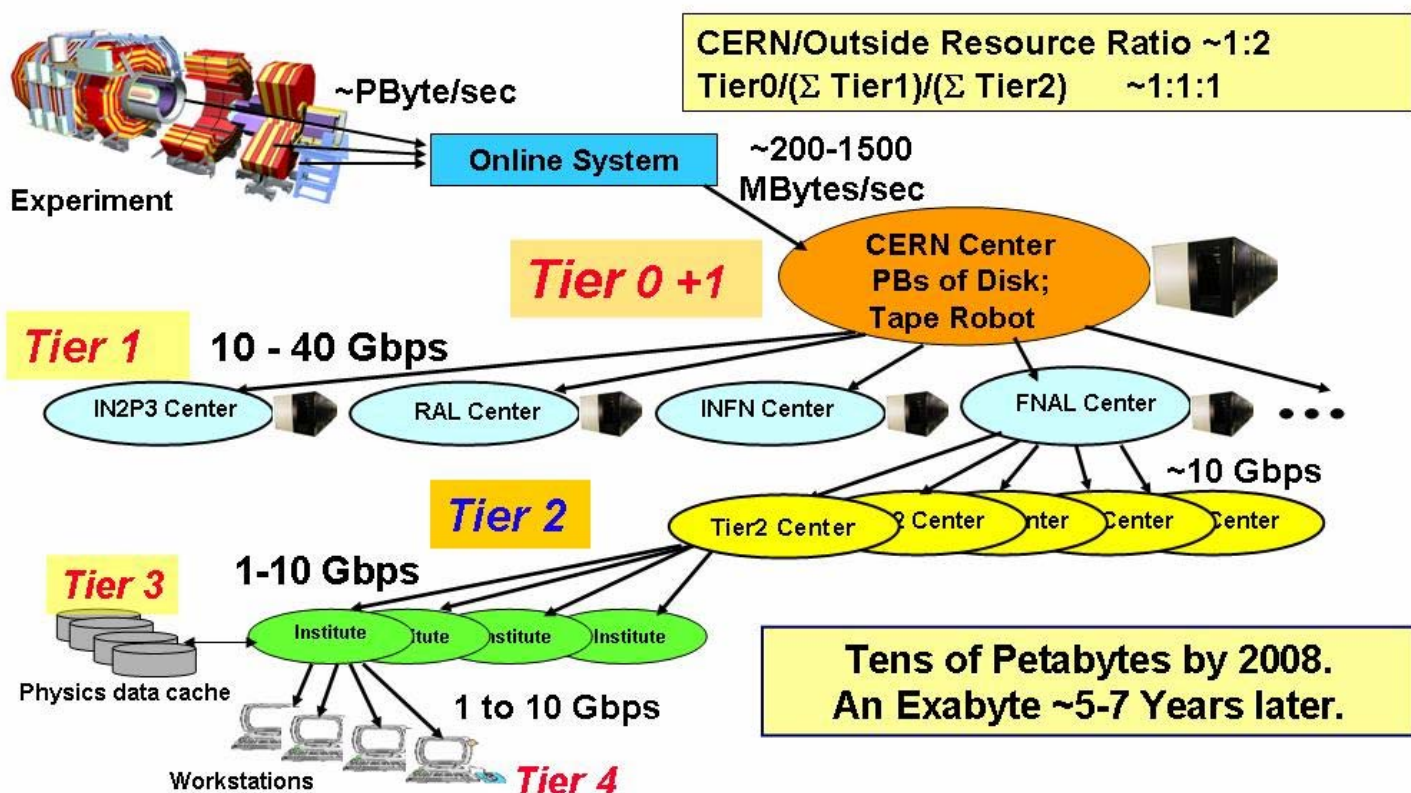 CERN/Outside Resource Ratio ~1:2
Tier0/(Σ Tier1)/(Σ Tier2) ~1:1:1
~PByte/sec
Online System
~200-1500
MBytes/sec
Experiment
CERN Center
PBs of Disk;
Tape Robot
Tier 0 +1
Tier 1
10 - 40 Gbps
IN2P3 Center
RAL Center
INFN Center
FNAL Center
~10 Gbps
Tier 2
Tier2 Center
2 Center
nter
Center
Center
Tier 3
1-10 Gbps
Institute
itute
nstitute
Institute
Physics data cache
Tens of Petabytes by 2008.
An Exabyte ~5-7 Years later.
1 to 10 Gbps
Workstations
Tier 4